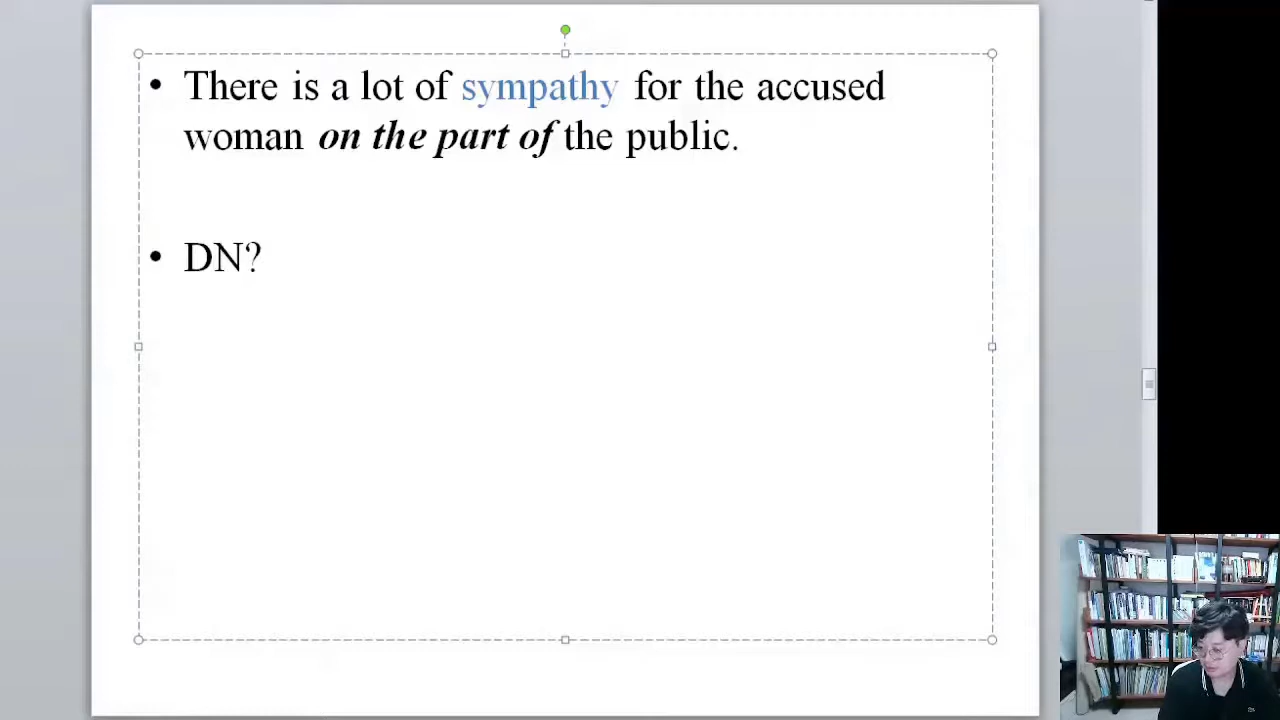 • There is a lot of sympathy for the accused
woman on the part of the public.
• DN?